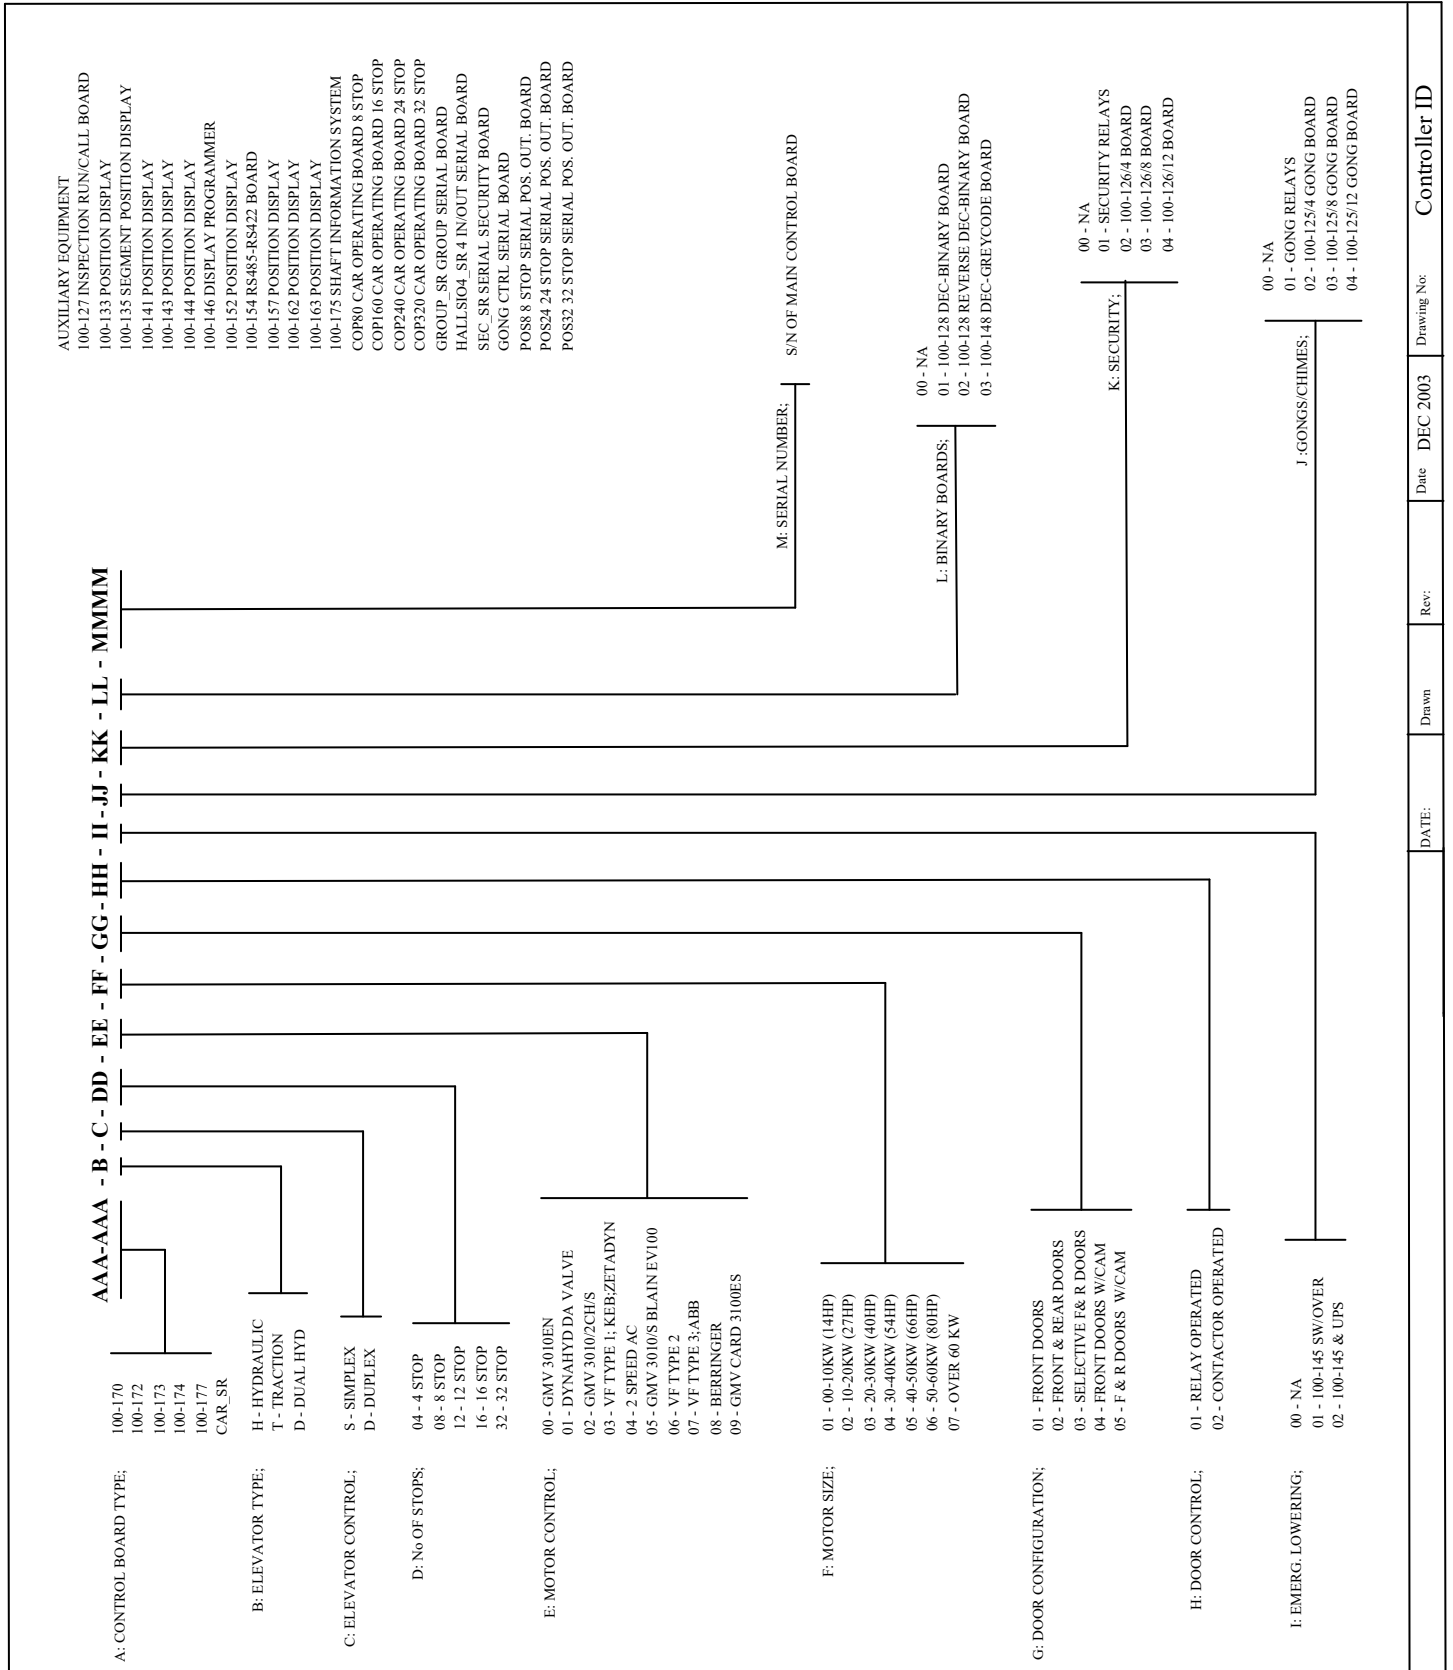 AAA-AAA - B - C - DD - EE - FF - GG - HH - II - JJ - KK - LL - MMMM
A: CONTROL BOARD TYPE;
100-170
100-172
100-173
100-174
100-177
CAR_SR
B: ELEVATOR TYPE;
H - HYDRAULIC
T - TRACTION
D - DUAL HYD
C: ELEVATOR CONTROL;
S - SIMPLEX
D - DUPLEX
D: No OF STOPS;
04 - 4 STOP
08 - 8 STOP
12 - 12 STOP
16 - 16 STOP
32 - 32 STOP
E: MOTOR CONTROL;
00 - GMV 3010EN
01 - DYNAHYD DA VALVE
02 - GMV 3010/2CH/S
03 - VF TYPE 1; KEB;ZETADYN
04 - 2 SPEED AC
05 - GMV 3010/S BLAIN EV100
06 - VF TYPE 2
07 - VF TYPE 3;ABB
08 - BERRINGER
09 - GMV CARD 3100ES
F: MOTOR SIZE;
01 - 00-10KW (14HP)
02 - 10-20KW (27HP)
03 - 20-30KW (40HP)
04 - 30-40KW (54HP)
05 - 40-50KW (66HP)
06 - 50-60KW (80HP)
07 - OVER 60 KW
G: DOOR CONFIGURATION;
01 - FRONT DOORS
02 - FRONT & REAR DOORS
03 - SELECTIVE F& R DOORS
04 - FRONT DOORS W/CAM
05 - F & R DOORS W/CAM
H: DOOR CONTROL;
01 - RELAY OPERATED
02 - CONTACTOR OPERATED
I: EMERG. LOWERING;
00 - NA
01 - 100-145 SW/OVER
02 - 100-145 & UPS
AUXILIARY EQUIPMENT
100-127 INSPECTION RUN/CALL BOARD
100-133 POSITION DISPLAY
100-135 SEGMENT POSITION DISPLAY
100-141 POSITION DISPLAY
100-143 POSITION DISPLAY
100-144 POSITION DISPLAY
100-146 DISPLAY PROGRAMMER
100-152 POSITION DISPLAY
100-154 RS485-RS422 BOARD
100-157 POSITION DISPLAY
100-162 POSITION DISPLAY
100-163 POSITION DISPLAY
100-175 SHAFT INFORMATION SYSTEM
COP80 CAR OPERATING BOARD 8 STOP
COP160 CAR OPERATING BOARD 16 STOP
COP240 CAR OPERATING BOARD 24 STOP
COP320 CAR OPERATING BOARD 32 STOP
GROUP_SR GROUP SERIAL BOARD
HALLSIO4_SR 4 IN/OUT SERIAL BOARD
SEC_SR SERIAL SECURITY BOARD
GONG CTRL SERIAL BOARD
POS8 8 STOP SERIAL POS. OUT. BOARD
POS24 24 STOP SERIAL POS. OUT. BOARD
POS32 32 STOP SERIAL POS. OUT. BOARD
M: SERIAL NUMBER;
S/N OF MAIN CONTROL BOARD
L: BINARY BOARDS;
00 - NA
01 - 100-128 DEC-BINARY BOARD
02 - 100-128 REVERSE DEC-BINARY BOARD
03 - 100-148 DEC-GREYCODE BOARD
K: SECURITY;
00 - NA
01 - SECURITY RELAYS
02 - 100-126/4 BOARD
03 - 100-126/8 BOARD
04 - 100-126/12 BOARD
J :GONGS/CHIMES;
00 - NA
01 - GONG RELAYS
02 - 100-125/4 GONG BOARD
03 - 100-125/8 GONG BOARD
04 - 100-125/12 GONG BOARD
DATE:
Drawn
Rev:
Date DEC 2003
Drawing No:
Controller ID